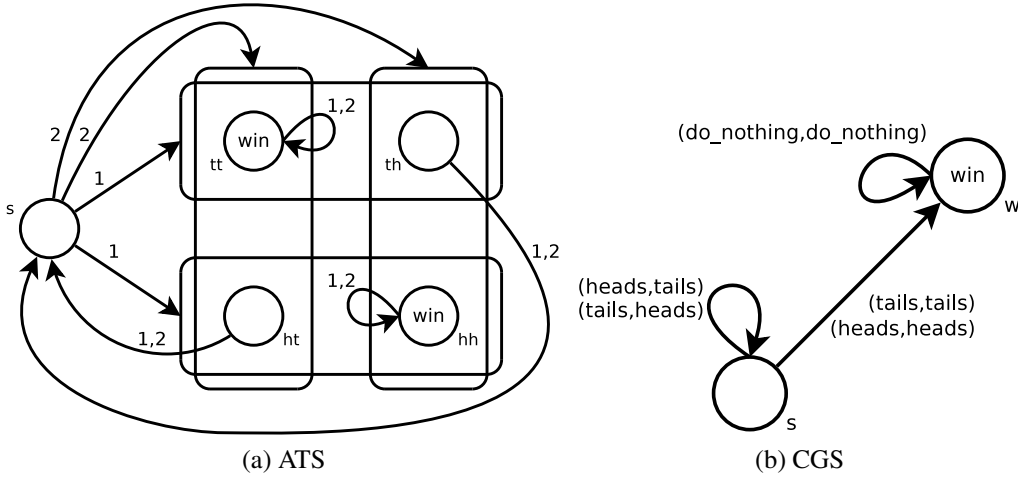 2
2
1
1
s
win
tt
1,2
th
1,2
ht
1,2
win
hh
1,2
(a) ATS
(do_nothing,do_nothing)
win
w
(heads,tails)
(tails,heads)
(tails,tails)
(heads,heads)
s
(b) CGS